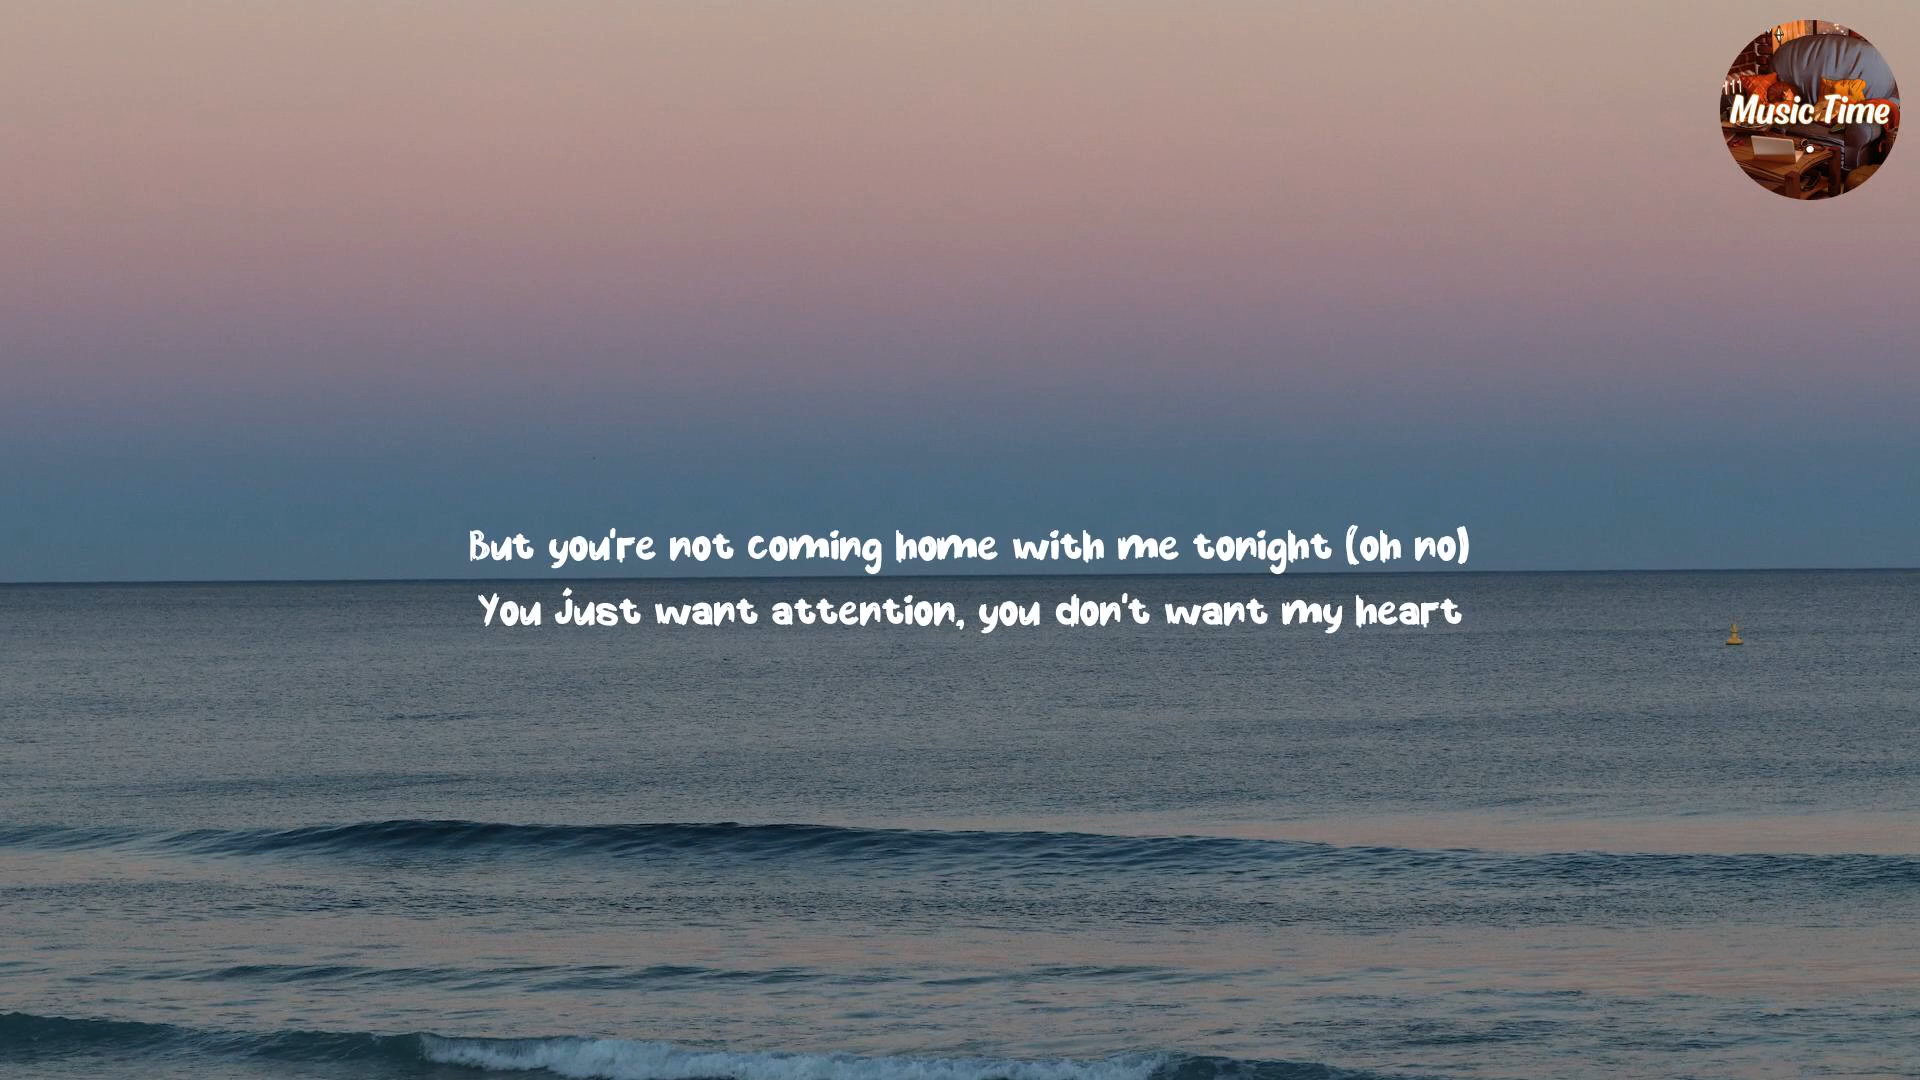 Music Time
But you're not coming home with me tonight (oh no)
You just want attention, you don't want my heart